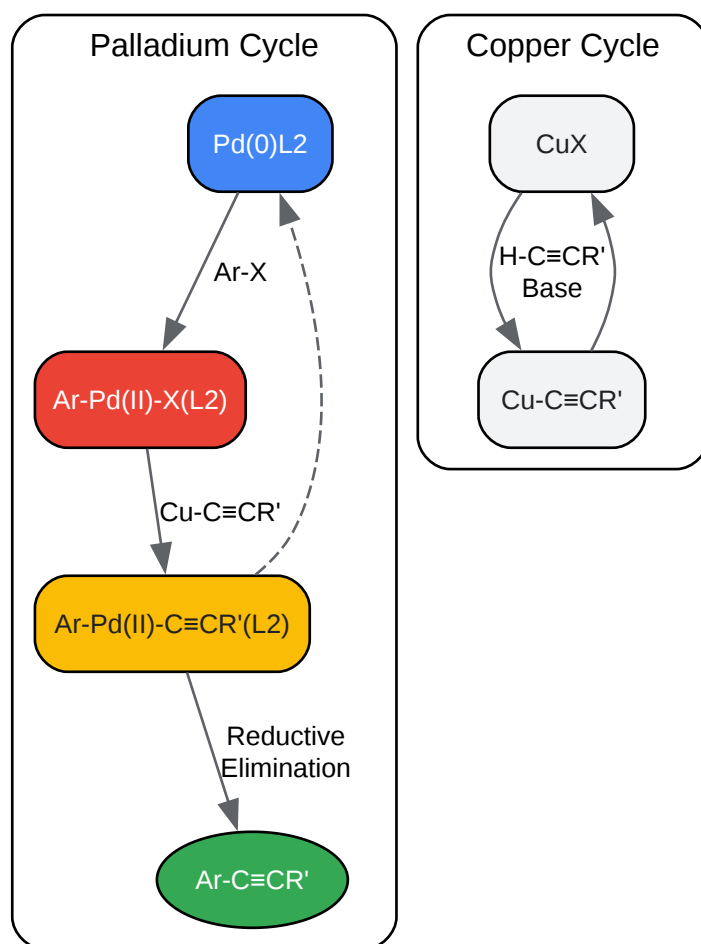 Palladium Cycle
Pd(0)L2
Ar-X
Ar-Pd(II)-X(L2)
Cu-C≡CR'
Ar-Pd(II)-C≡CR'(L2)
Reductive
Elimination
Ar-C≡CR'
Copper Cycle
CuX
H-C≡CR'
Base
Cu-C≡CR'